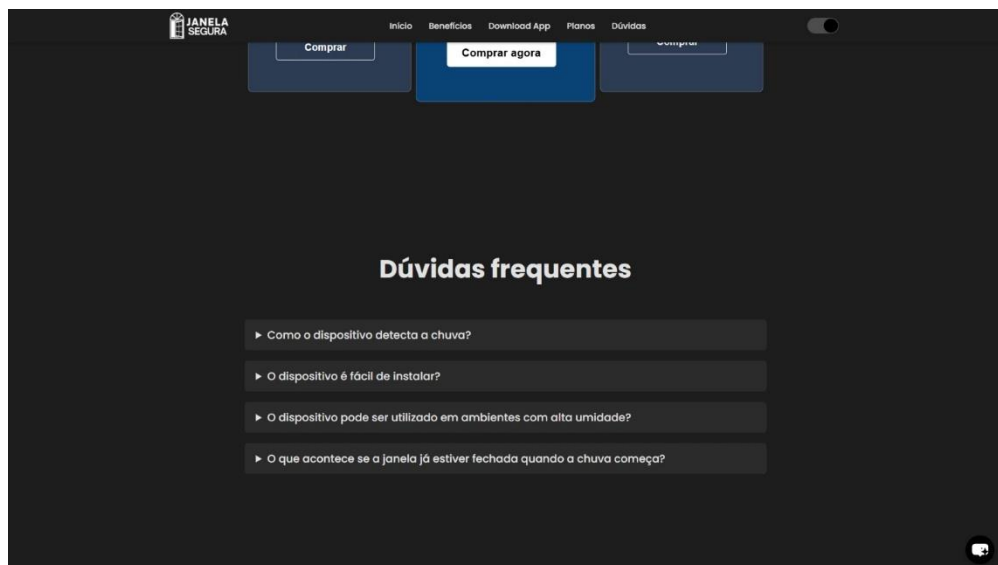 JANELA
SEGURA
Início Benefícios Download App Planos Dúvidas
Comprar
Comprar agora
Comprar
Dúvidas frequentes
Como o dispositivo detecta a chuva?
O dispositivo é fácil de instalar?
O dispositivo pode ser utilizado em ambientes com alta umidade?
O que acontece se a janela já estiver fechada quando a chuva começa?